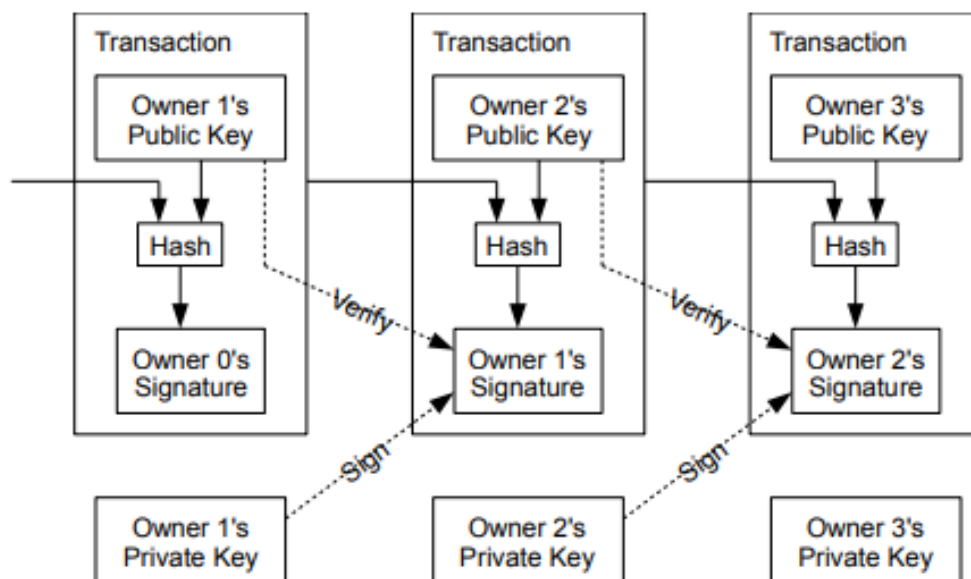 Transaction
Owner 1's
Public Key
Hash
Owner 0's
Signature
Transaction
Owner 2's
Public Key
Hash
Verify
Owner 1's
Signature
Transaction
Owner 3's
Public Key
Hash
Verify
Owner 2's
Signature
Sign
Sign
Owner 1's
Private Key
Owner 2's
Private Key
Owner 3's
Private Key